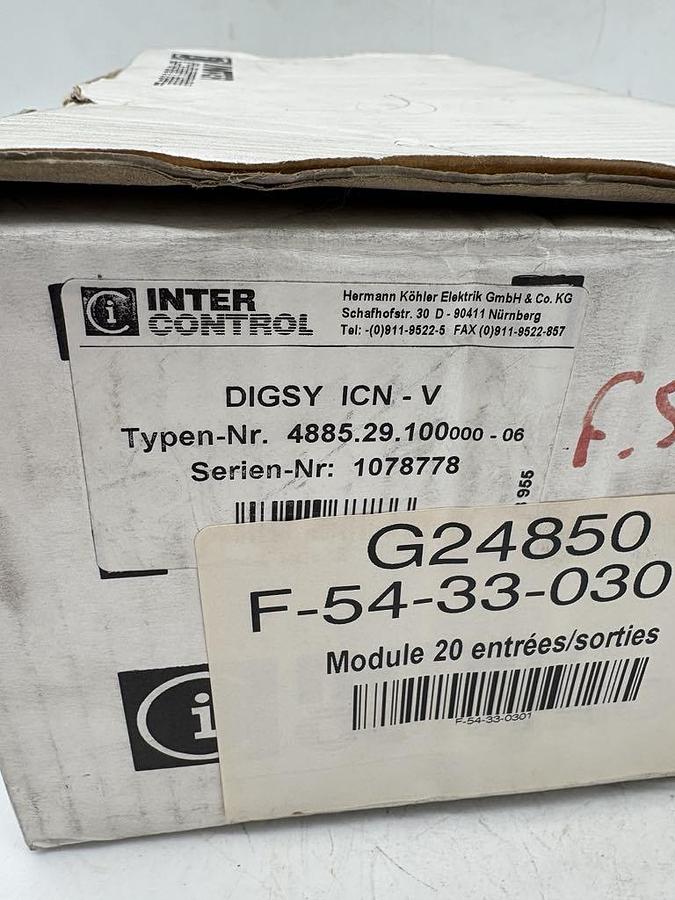 INTER
CONTROL
INTER
CONTROL
Hermann Köhler Elektrik GmbH & Co. KG
Schafhofstr. 30 D - 90411 Nürnberg
Tel: -(0)911-9522-5 FAX (0)911-9522-857
DIGSY ICN - V
Typen-Nr. 4885.29.100000 - 06
Serien-Nr: 1078778
955
F.
G24850
F-54-33-030
Module 20 entrées/sorties
F-54-33-0301
i